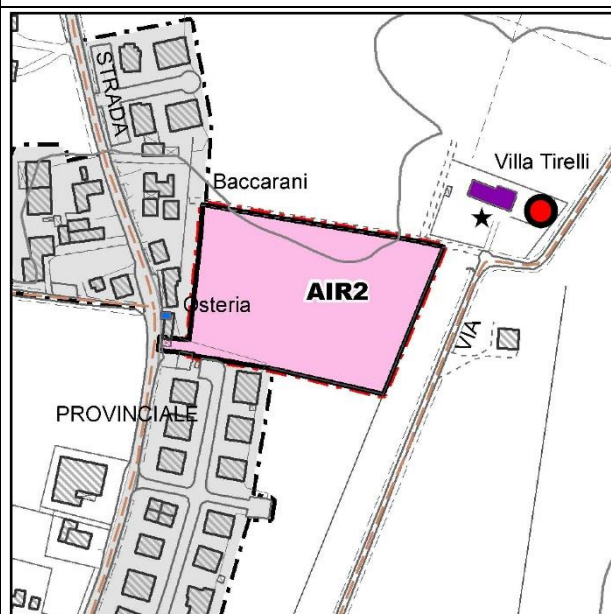 STRADA
Villa Tirelli
Baccarani
AIR2
Osteria
VIA
PROVINCIALE